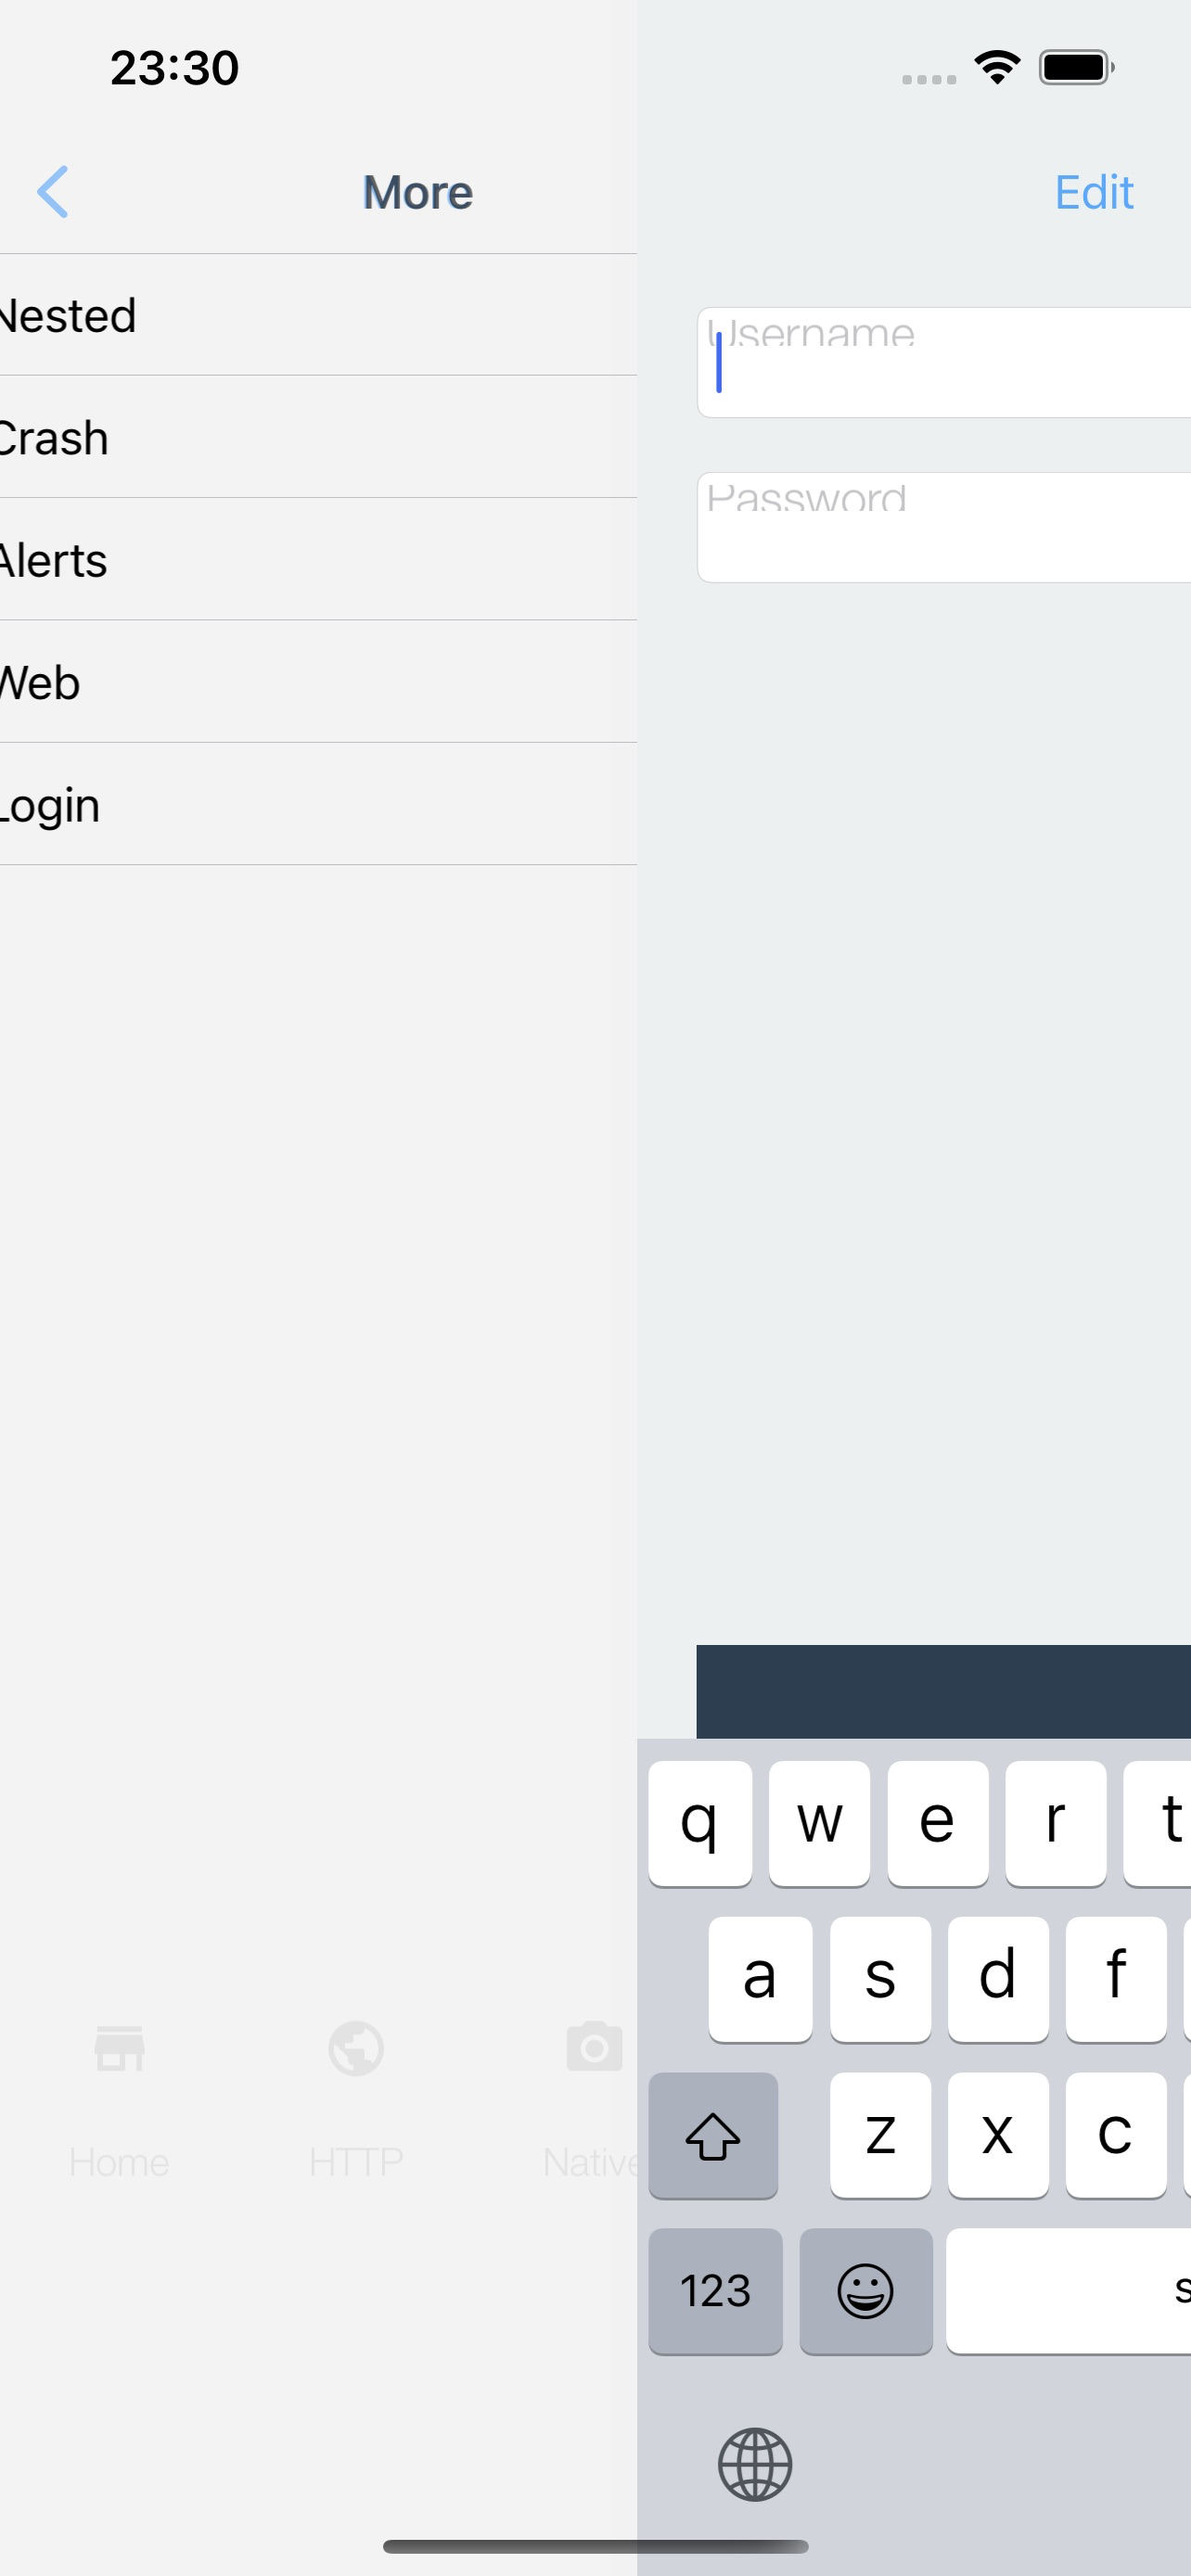 23:30
More
Edit
Nested
Crash
Alerts
Web
Login
Username
Password
q w e r t
a s d f
z x c
123
s
Home
HTTP
Native